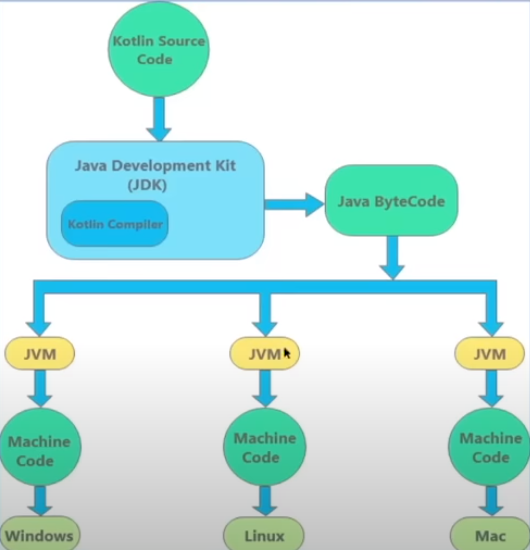 Kotlin Source
Code
Java Development Kit
(JDK)
Kotlin Compiler
Java ByteCode
JVM
JVM
JVM
Machine
Code
Machine
Code
Machine
Code
Windows
Linux
Mac